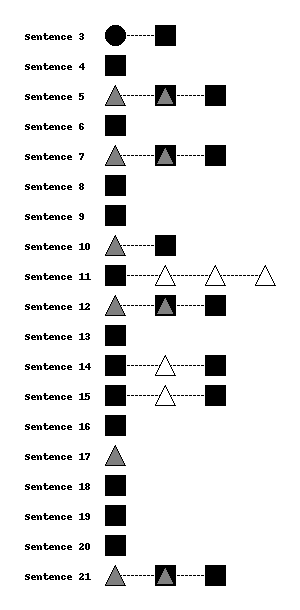 Sentence 3
Sentence 4
Sentence 5
Sentence 6
Sentence 7
Sentence 8
Sentence 9
Sentence 10
Sentence 11
Sentence 12
Sentence 13
Sentence 14
Sentence 15
Sentence 16
Sentence 17
Sentence 18
Sentence 19
Sentence 20
Sentence 21